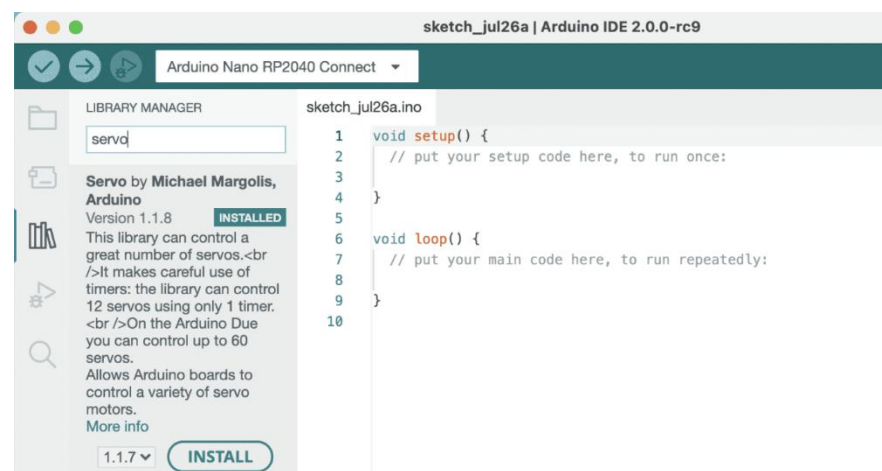 sketch_jul26a | Arduino IDE 2.0.0-rc9
Arduino Nano RP2040 Connect
LIBRARY MANAGER
servo
Servo by Michael Margolis,
Arduino
Version 1.1.8 INSTALLED
This library can control a
great number of servos.<br
/>It makes careful use of
timers: the library can control
12 servos using only 1 timer.
<br />On the Arduino Due
you can control up to 60
servos.
Allows Arduino boards to
control a variety of servo
motors.
More info
1.1.7 INSTALL
sketch_jul26a.ino
1 void setup() {
2 // put your setup code here, to run once:
3
4 }
5
6 void loop() {
7 // put your main code here, to run repeatedly:
8
9 }
10